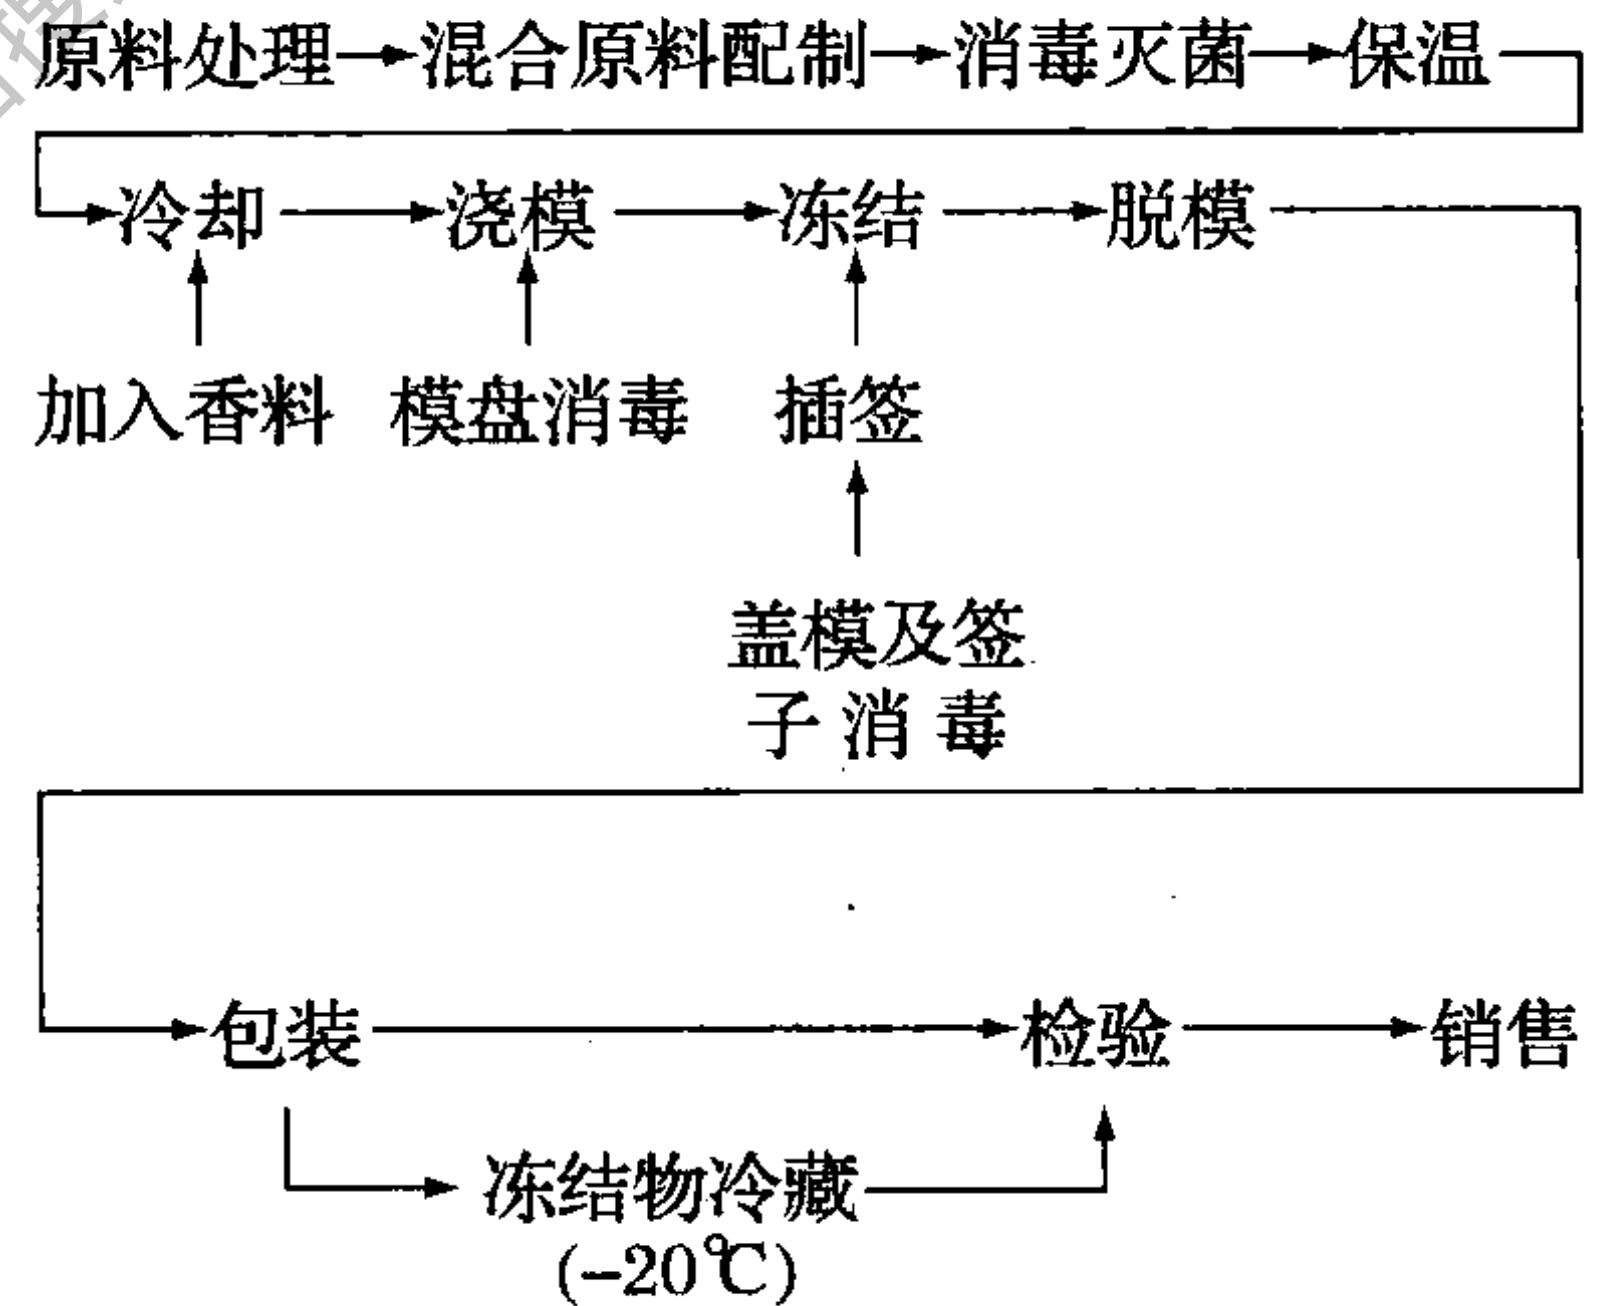 原料处理→混合原料配制→消毒灭菌→保温
冷却→浇模→冻结→脱模
加入香料 模盘消毒 插签
盖模及签
子消毒
包装→检验→销售
冻结物冷藏
(-20℃)